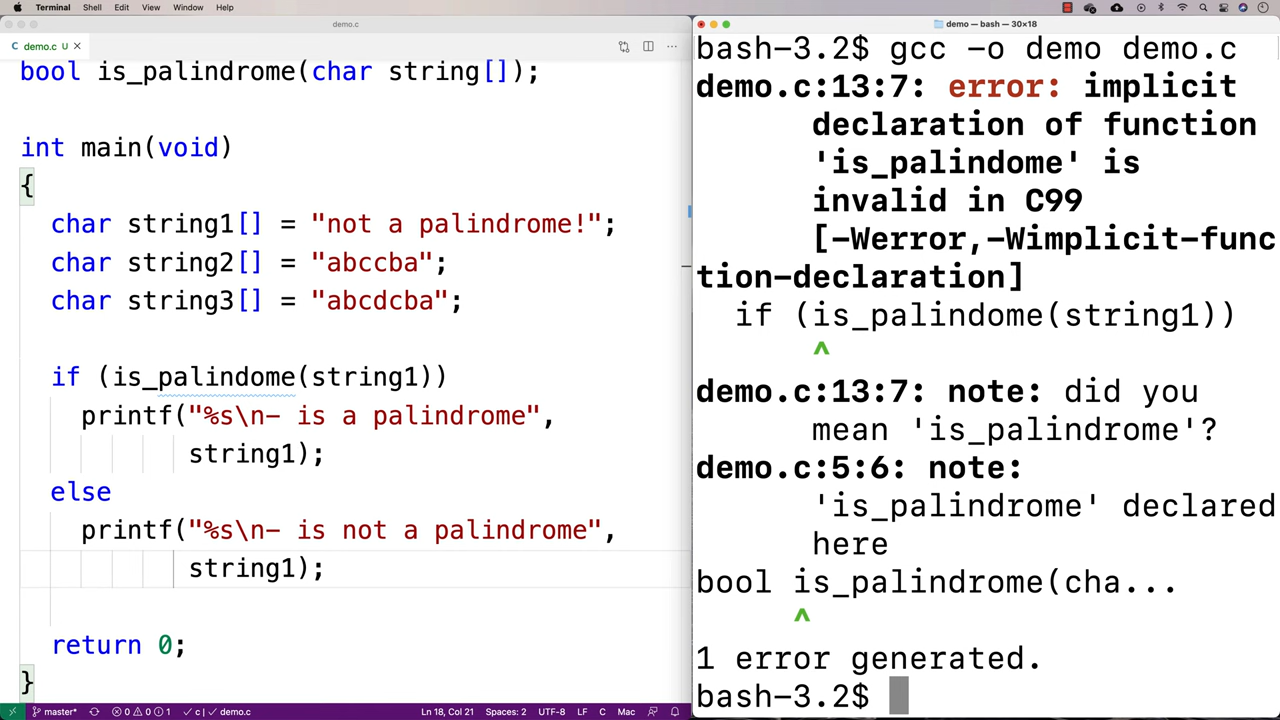 Terminal Shell Edit View Window Help
demo.c
demo — bash — 30×18
demo.c U ×
bool is_palindrome(char string[]);
int main(void)
{
char string1[] = "not a palindrome!";
char string2[] = "abccba";
char string3[] = "abcdcba";
if (is_palindome(string1))
printf("%s\n- is a palindrome",
string1);
else
printf("%s\n- is not a palindrome",
string1);
return 0;
}
master* 0 0 1 c | demo.c Ln 18, Col 21 Spaces: 2 UTF-8 LF C Mac
bash-3.2$ gcc -o demo demo.c
demo.c:13:7: error: implicit
declaration of function
'is_palindome' is
invalid in C99
[-Werror,-Wimplicit-func
tion-declaration]
if (is_palindome(string1))
^
demo.c:13:7: note: did you
mean 'is_palindrome'?
demo.c:5:6: note:
'is_palindrome' declared
here
bool is_palindrome(cha...
^
1 error generated.
bash-3.2$